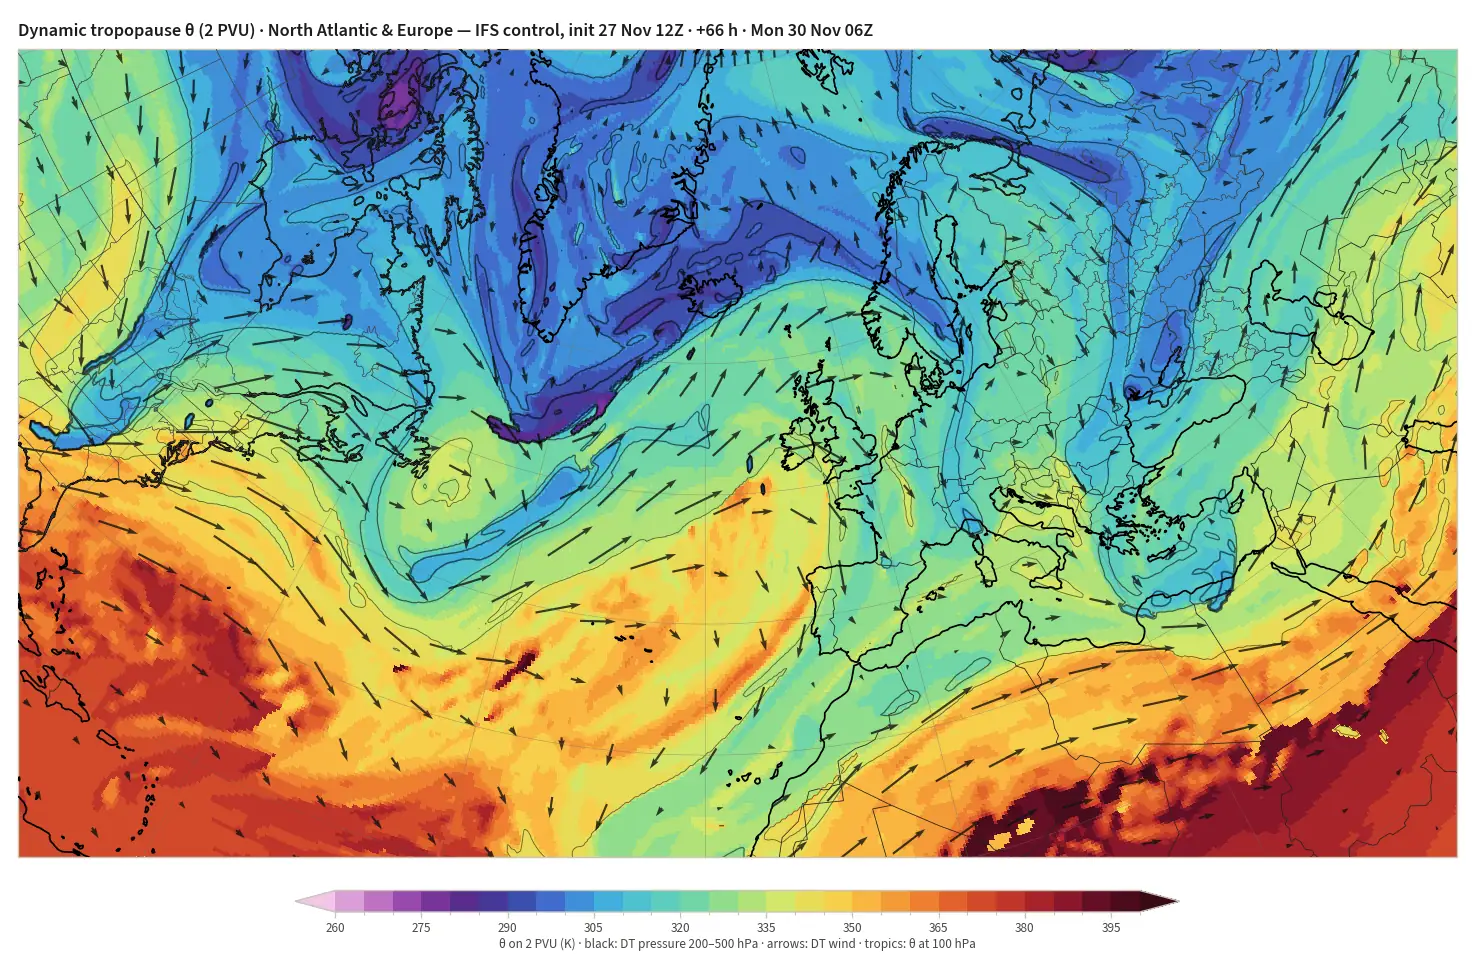 Dynamic tropopause θ (2 PVU) · North Atlantic & Europe — IFS control, init 27 Nov 12Z · +66 h · Mon 30 Nov 06Z
260 275 290 305 320 335 350 365 380 395
θ on 2 PVU (K) · black: DT pressure 200–500 hPa · arrows: DT wind · tropics: θ at 100 hPa